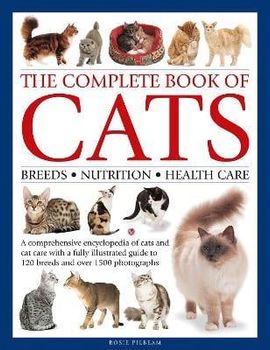 THE COMPLETE BOOK OF
CATS
BREEDS • NUTRITION • HEALTH CARE
A comprehensive encyclopedia of cats and
cat care with a fully illustrated guide to
120 breeds and over 1500 photographs
ROSIE PILBEAM